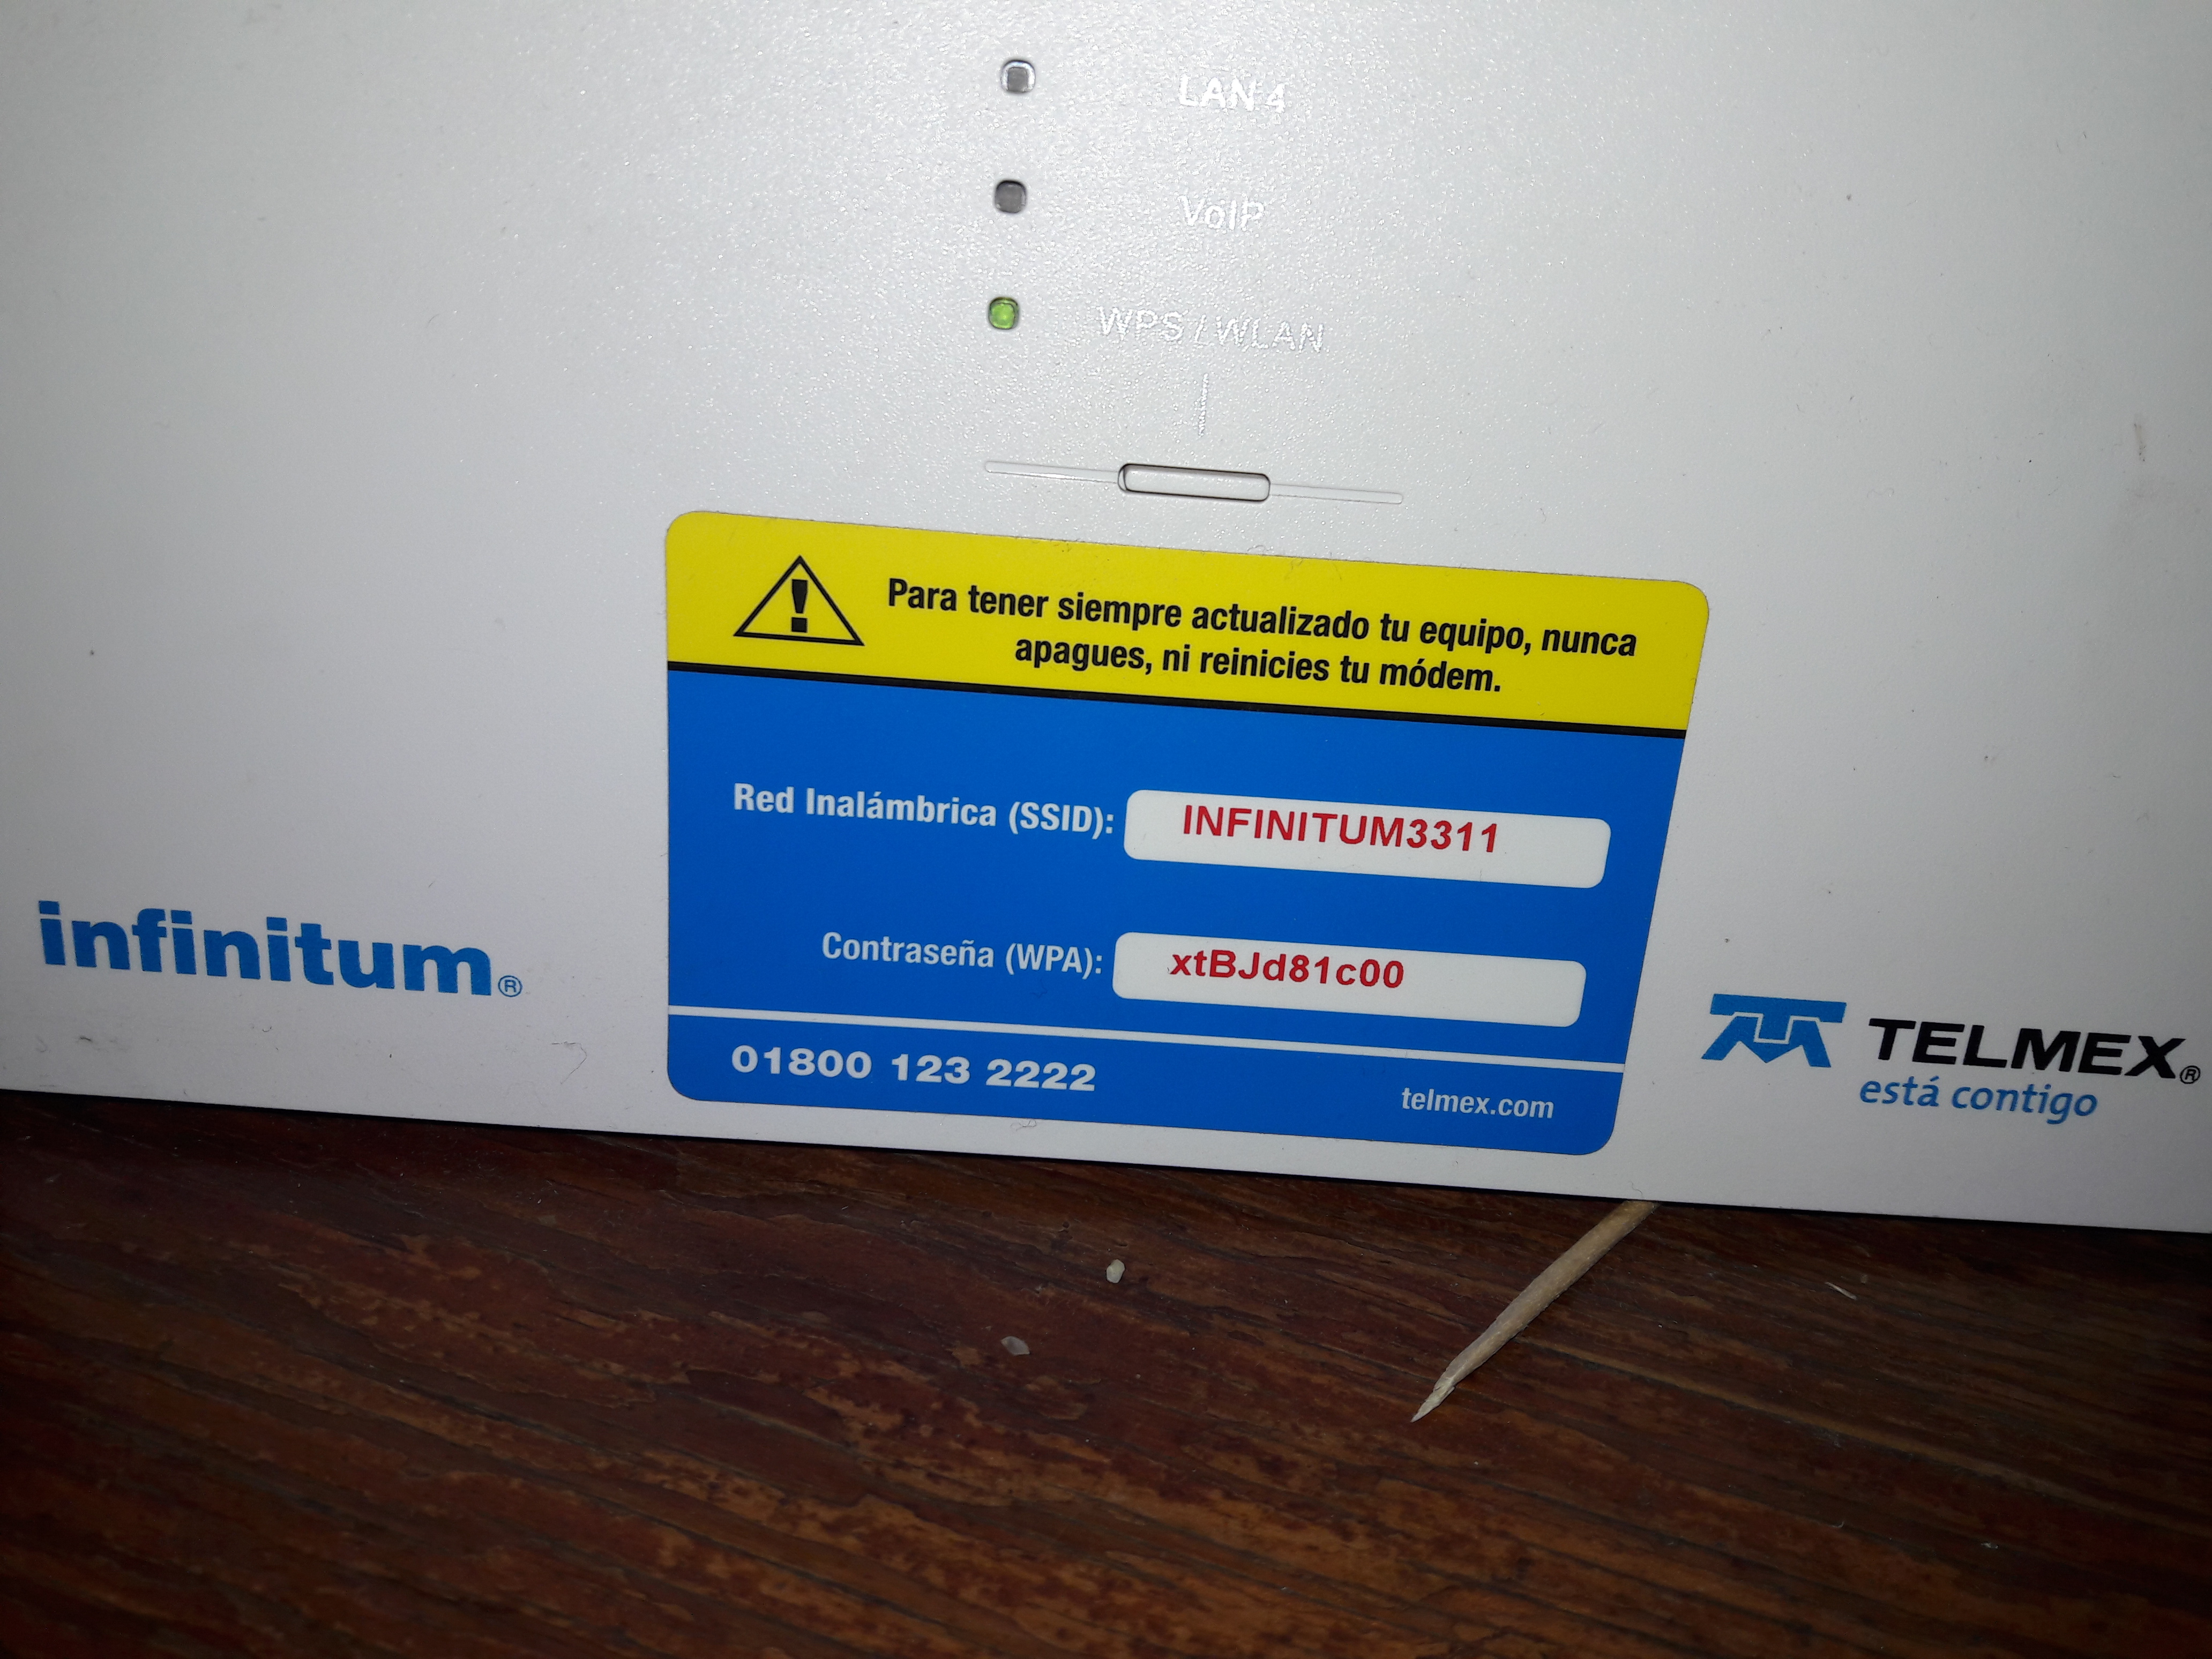 LAN 4
VoIP
WPS / WLAN
Para tener siempre actualizado tu equipo, nunca
apagues, ni reinicies tu módem.
Red Inalámbrica (SSID): INFINITUM3311
Contraseña (WPA): xtBJd81c00
01800 123 2222
telmex.com
infinitum®
TELMEX®
está contigo